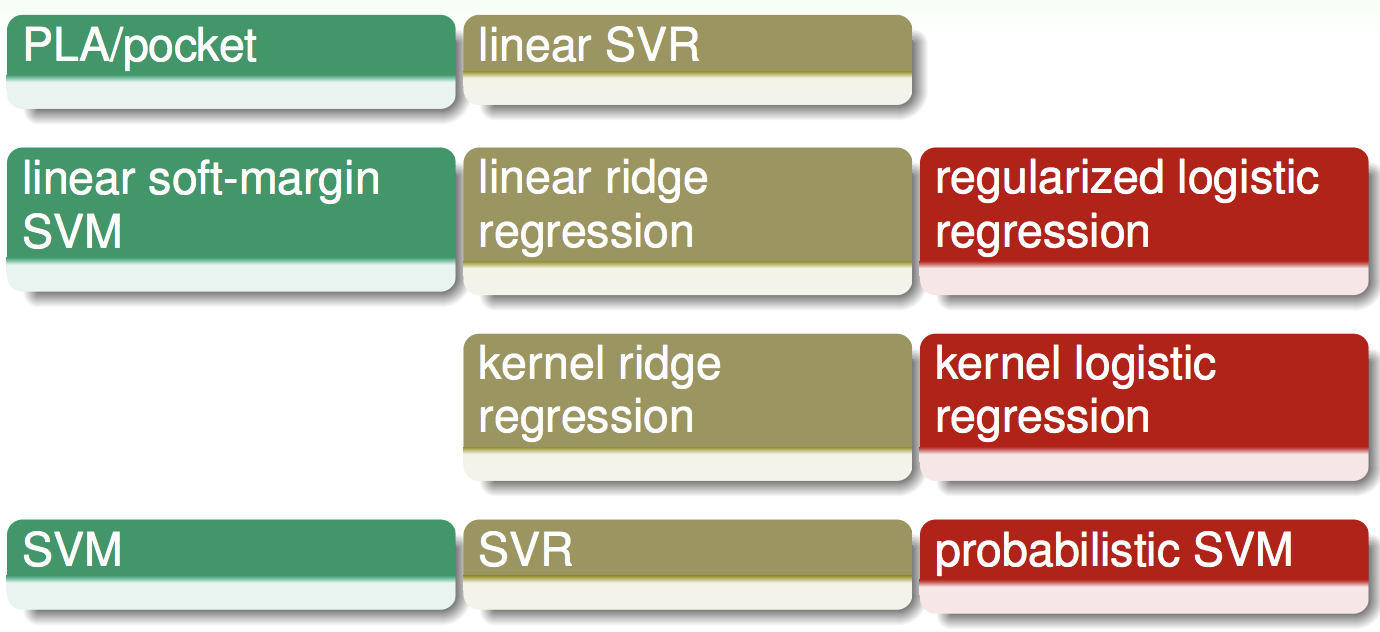 PLA/pocket
linear SVR
linear soft-margin
SVM
linear ridge
regression
regularized logistic
regression
kernel ridge
regression
kernel logistic
regression
SVM
SVR
probabilistic SVM